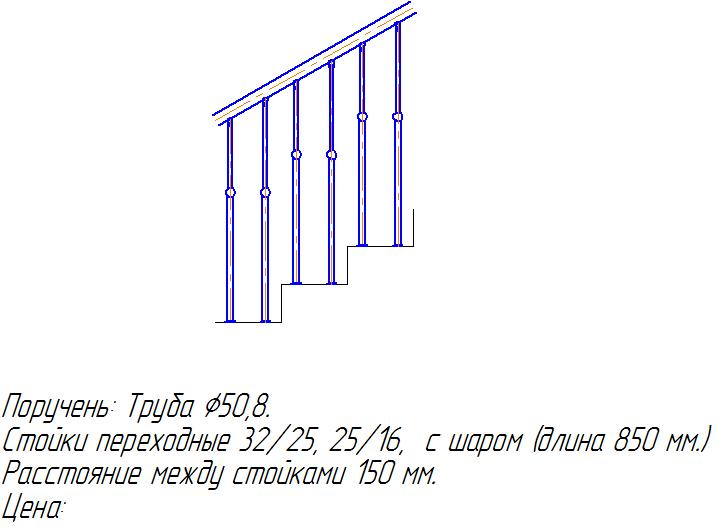 Поручень: Труба ⌀50,8.
Стойки переходные 32/25, 25/16, с шаром (длина 850 мм.)
Расстояние между стойками 150 мм.
Цена: